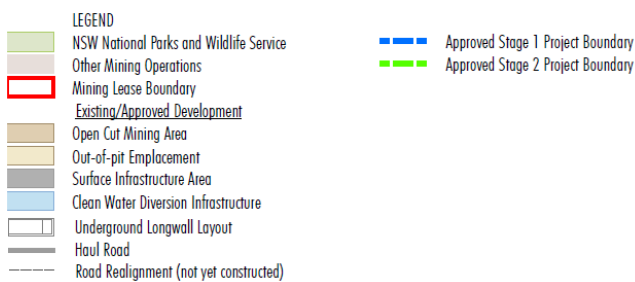 LEGEND
NSW National Parks and Wildlife Service
Other Mining Operations
Mining Lease Boundary
Existing/Approved Development
Open Cut Mining Area
Out-of-pit Emplacement
Surface Infrastructure Area
Clean Water Diversion Infrastructure
Underground Longwall Layout
Haul Road
Road Realignment (not yet constructed)
Approved Stage 1 Project Boundary
Approved Stage 2 Project Boundary